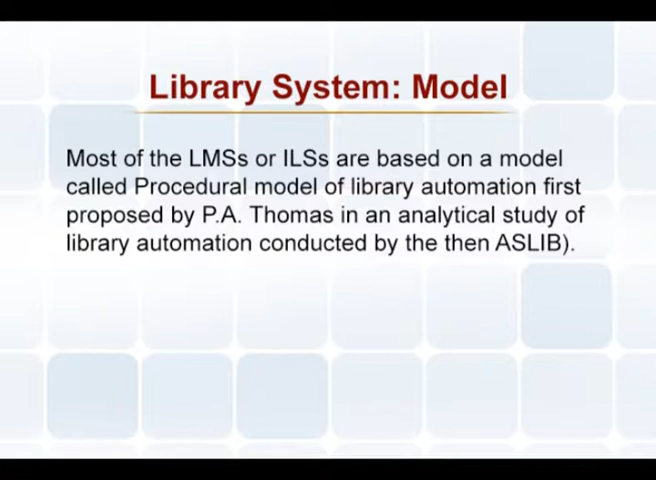 Library System: Model
Most of the LMSs or ILSs are based on a model
called Procedural model of library automation first
proposed by P.A. Thomas in an analytical study of
library automation conducted by the then ASLIB).